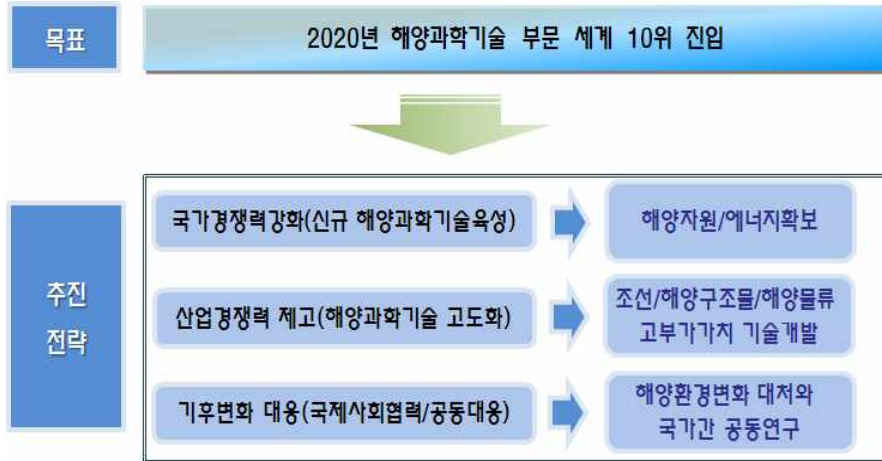 목표
2020년 해양과학기술 부문 세계 10위 진입
추진
전략
국가경쟁력강화(신규 해양과학기술육성)
해양자원/에너지확보
산업경쟁력 제고(해양과학기술 고도화)
조선/해양구조물/해양물류
고부가가치 기술개발
기후변화 대응(국제사회협력/공동대응)
해양환경변화 대처와
국가간 공동연구